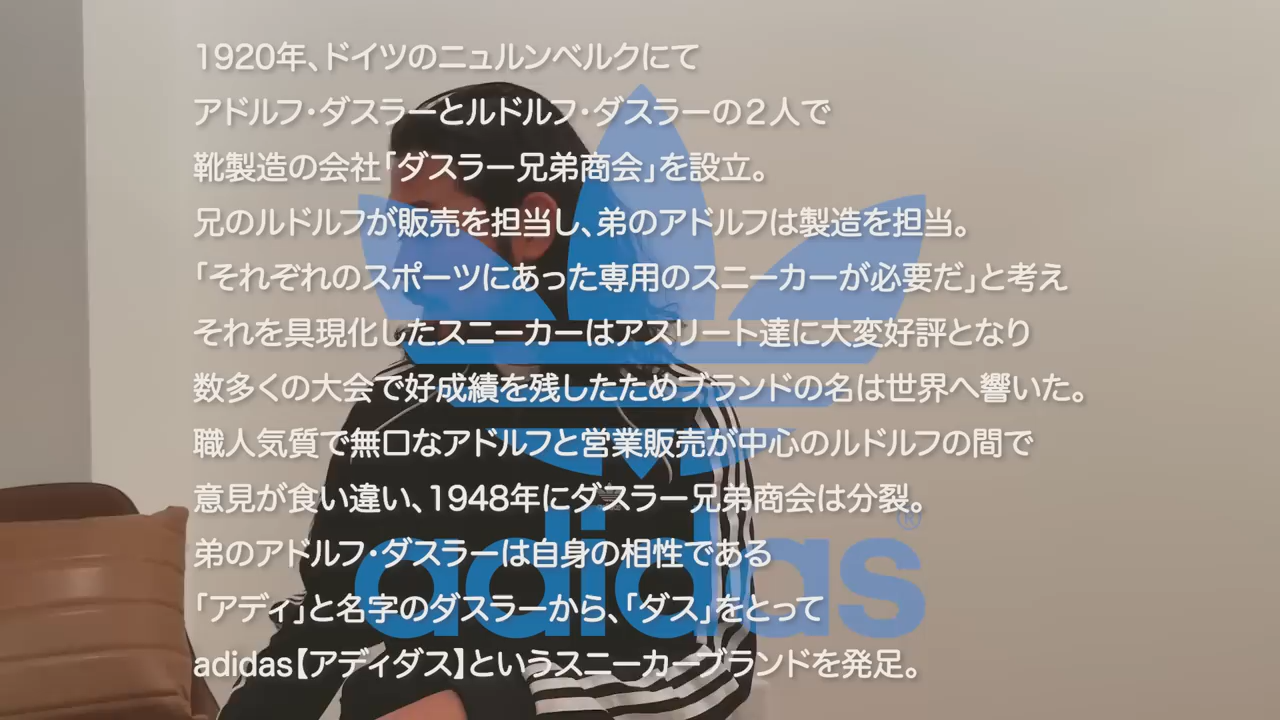 1920年、ドイツのニュルンベルクにて
アドルフ・ダスラーとルドルフ・ダスラーの２人で
靴製造の会社「ダスラー兄弟商会」を設立。
兄のルドルフが販売を担当し、弟のアドルフは製造を担当。
「それぞれのスポーツにあった専用のスニーカーが必要だ」と考え
それを具現化したスニーカーはアスリート達に大変好評となり
数多くの大会で好成績を残したためブランドの名は世界へ響いた。
職人気質で無口なアドルフと営業販売が中心のルドルフの間で
意見が食い違い、1948年にダスラー兄弟商会は分裂。
弟のアドルフ・ダスラーは自身の相性である
「アディ」と名字のダスラーから、「ダス」をとって
adidas【アディダス】というスニーカーブランドを発足。
adidas®